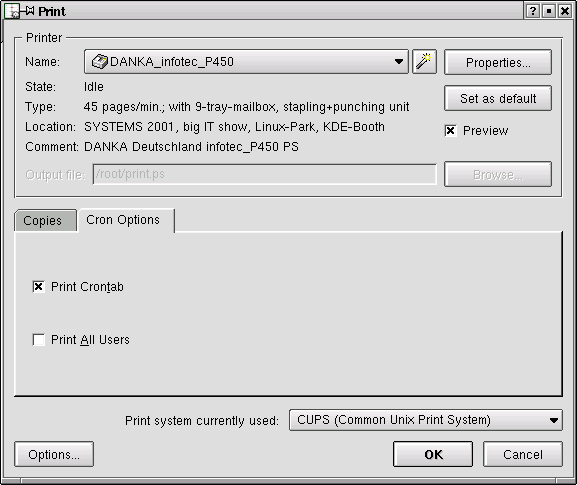 Print
Printer
Name: DANKA_infotec_P450 Properties...
State: Idle
Type: 45 pages/min.; with 9-tray-mailbox, stapling+punching unit Set as default
Location: SYSTEMS 2001, big IT show, Linux-Park, KDE-Booth Preview
Comment: DANKA Deutschland infotec_P450 PS
Output file: /root/print.ps Browse...
Copies Cron Options
Print Crontab
Print All Users
Print system currently used: CUPS (Common Unix Print System)
Options... OK Cancel